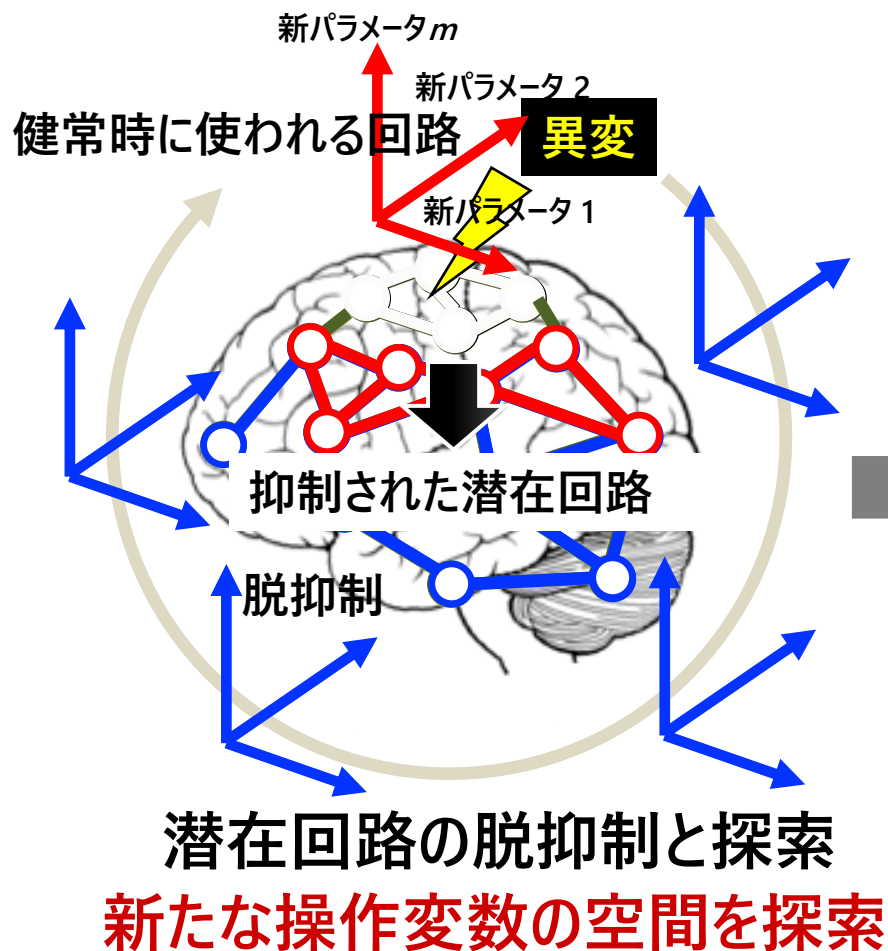 新パラメータm
新パラメータ 2
健常時に使われる回路
異変
新パラメータ 1
抑制された潜在回路
脱抑制
潜在回路の脱抑制と探索
新たな操作変数の空間を探索